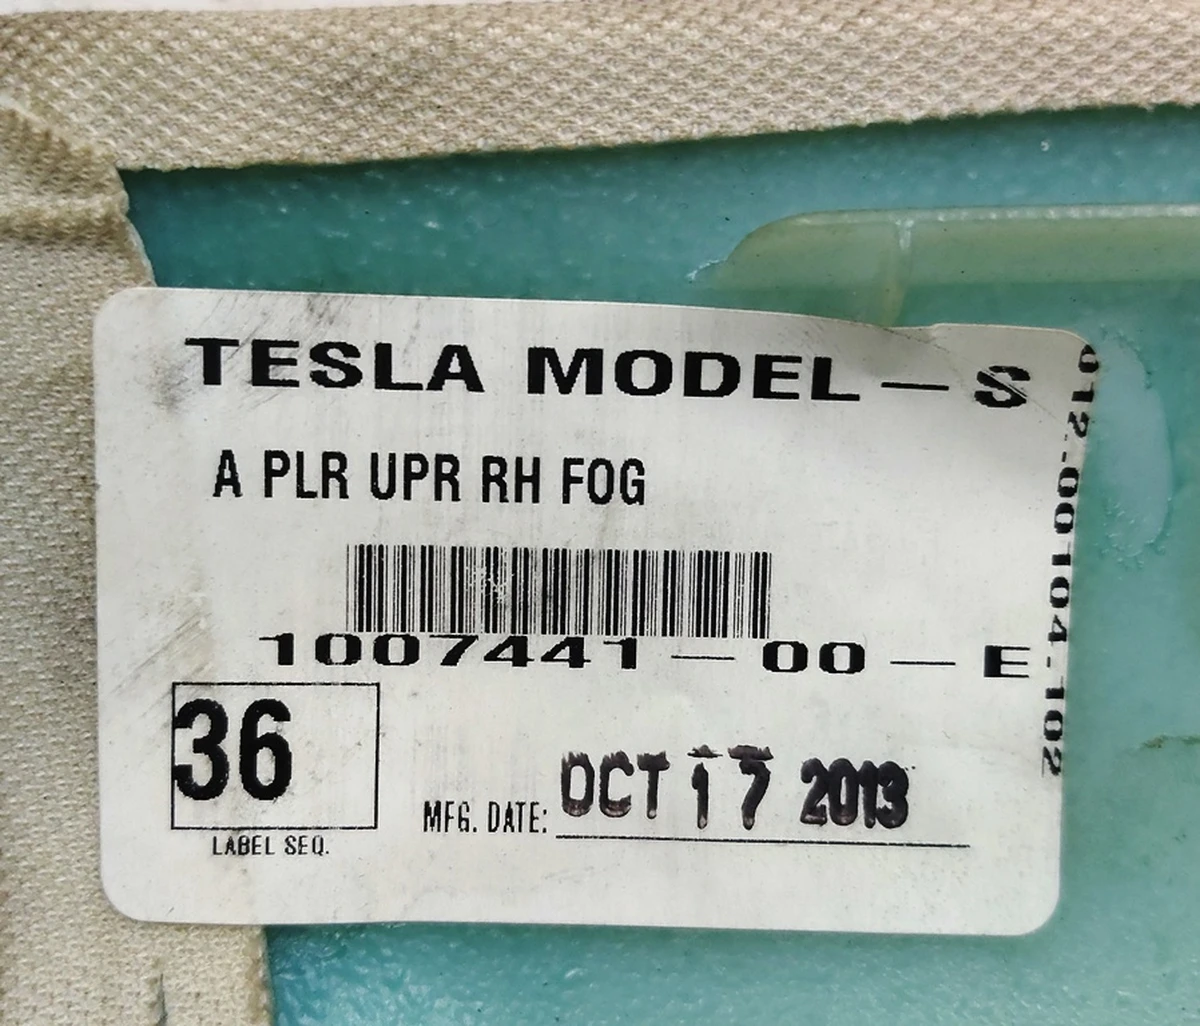 TESLA MODEL — S
A PLR UPR RH FOG
1007441 — 00 — E
36
LABEL SEQ.
MFG. DATE: OCT 17 2013
012-.00104-102